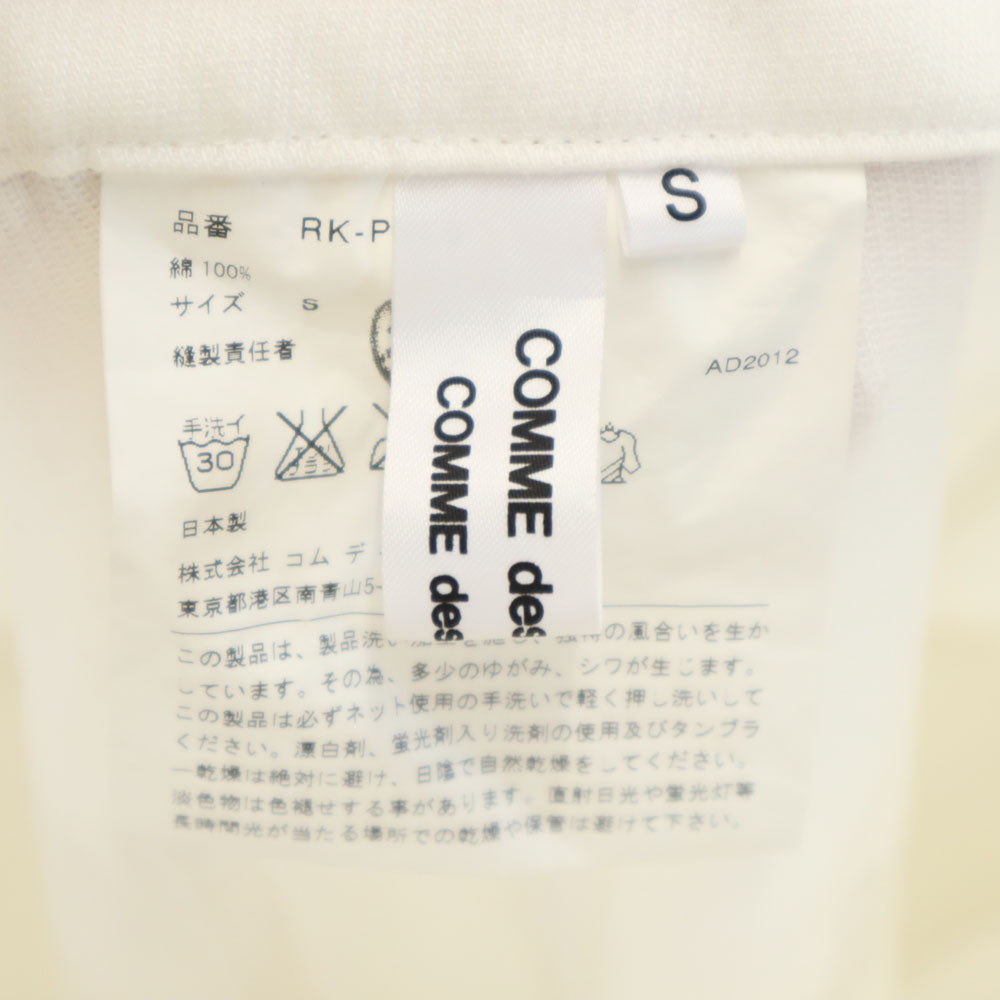 S
品番 RK-P
綿 100%
サイズ S
縫製責任者
AD2012
手洗イ
30
エンソ
サラシ
日本製
株式会社 コム デ
東京都港区南青山5-
COMME des
COMME des
この製品は、製品洗い加工を施し、独特の風合いを生か
しています。その為、多少のゆがみ、シワが生じます。
この製品は必ずネット使用の手洗いで軽く押し洗いして
ください。漂白剤、蛍光剤入り洗剤の使用及びタンブラ
ー乾燥は絶対に避け、日陰で自然乾燥をしてください。
淡色物は色褪せする事があります。直射日光や蛍光灯等
長時間光が当たる場所での乾燥や保管は避けて下さい。